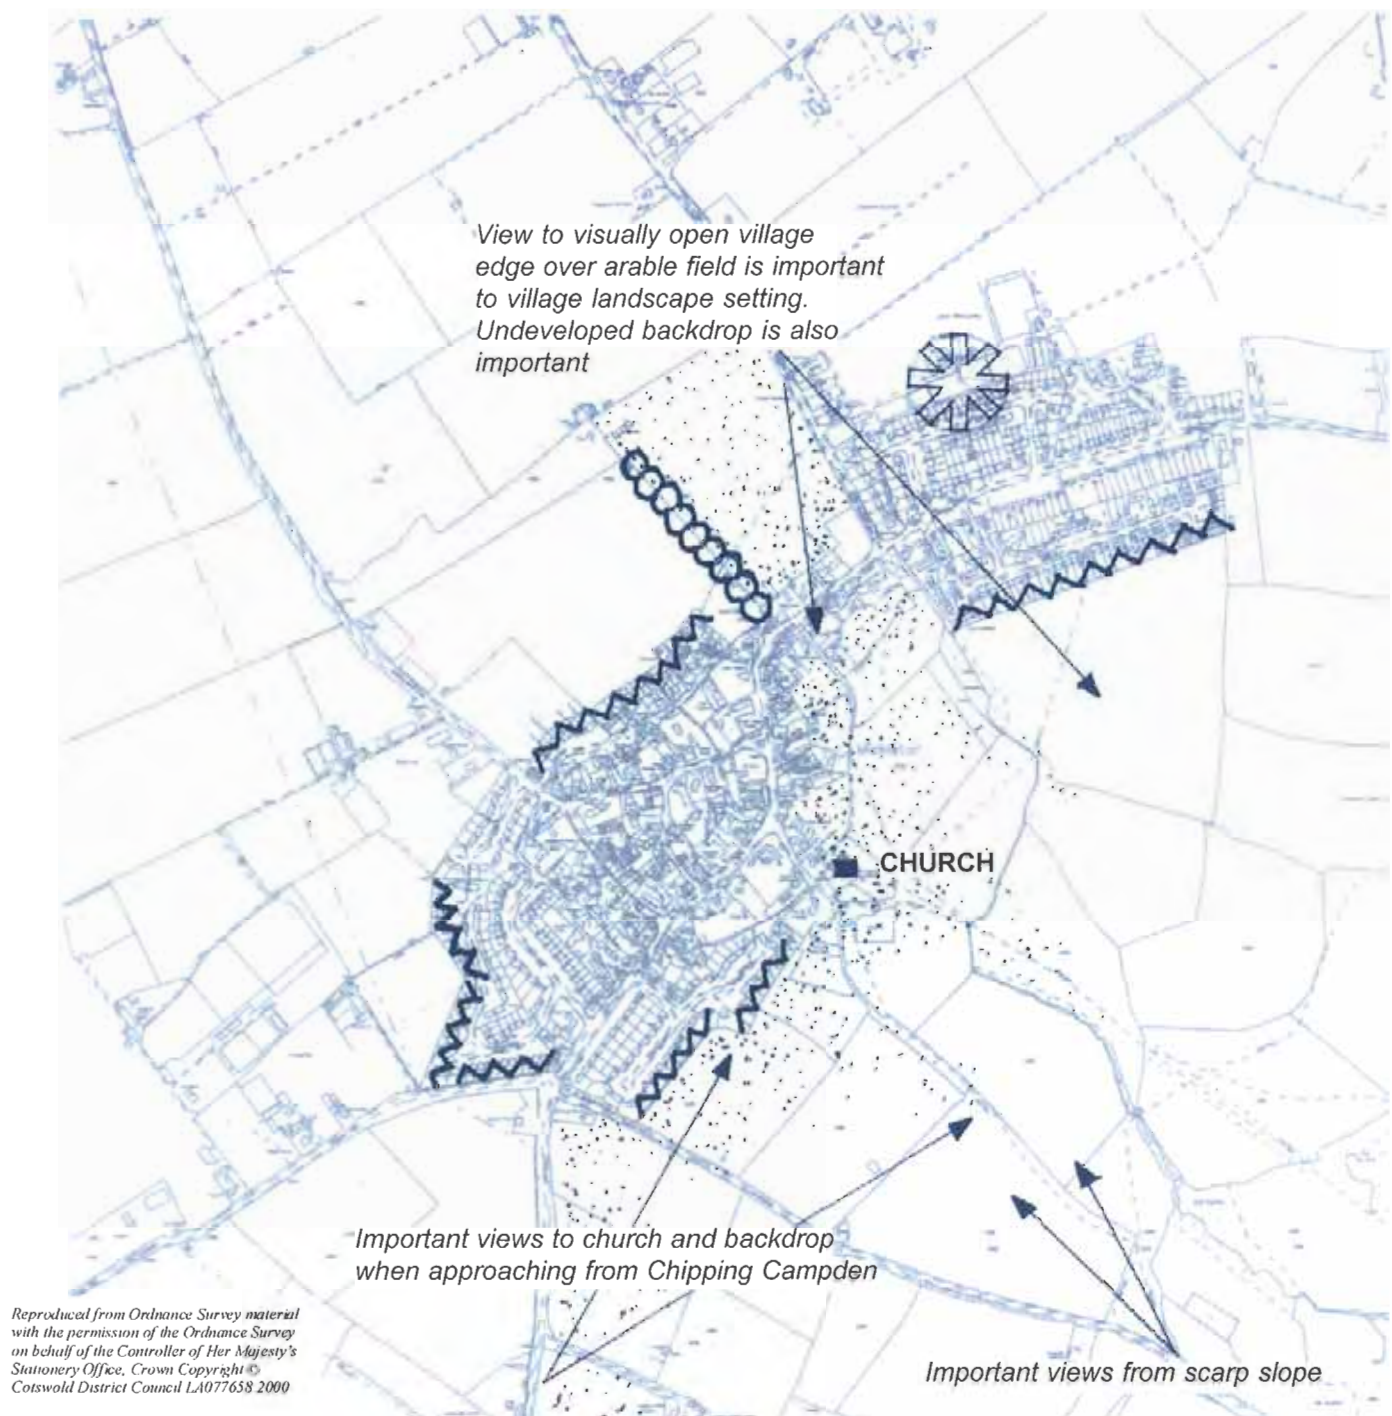 View to visually open village
edge over arable field is important
to village landscape setting.
Undeveloped backdrop is also
important
CHURCH
Important views to church and backdrop
when approaching from Chipping Campden
Important views from scarp slope
Reproduced from Ordnance Survey material
with the permission of the Ordnance Survey
on behalf of the Controller of Her Majesty's
Stationery Office, Crown Copyright ©
Cotswold District Council LA077658 2000